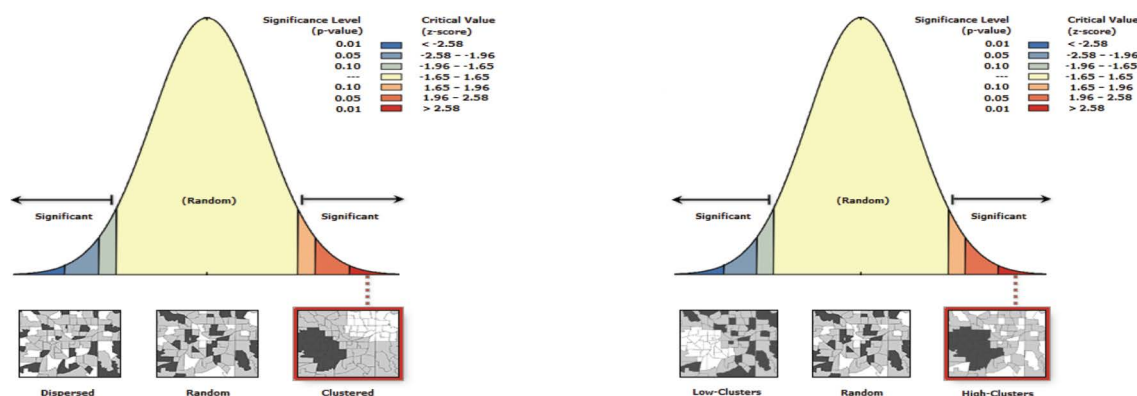 Significance Level Critical Value
(p-value) (z-score)
0.01 < -2.58
0.05 -2.58 – -1.96
0.10 -1.96 – -1.65
--- -1.65 – 1.65
0.10 1.65 – 1.96
0.05 1.96 – 2.58
0.01 > 2.58
Significant (Random) Significant
Dispersed Random Clustered
Significance Level Critical Value
(p-value) (z-score)
0.01 < -2.58
0.05 -2.58 – -1.96
0.10 -1.96 – -1.65
--- -1.65 – 1.65
0.10 1.65 – 1.96
0.05 1.96 – 2.58
0.01 > 2.58
Significant (Random) Significant
Low-Clusters Random High-Clusters